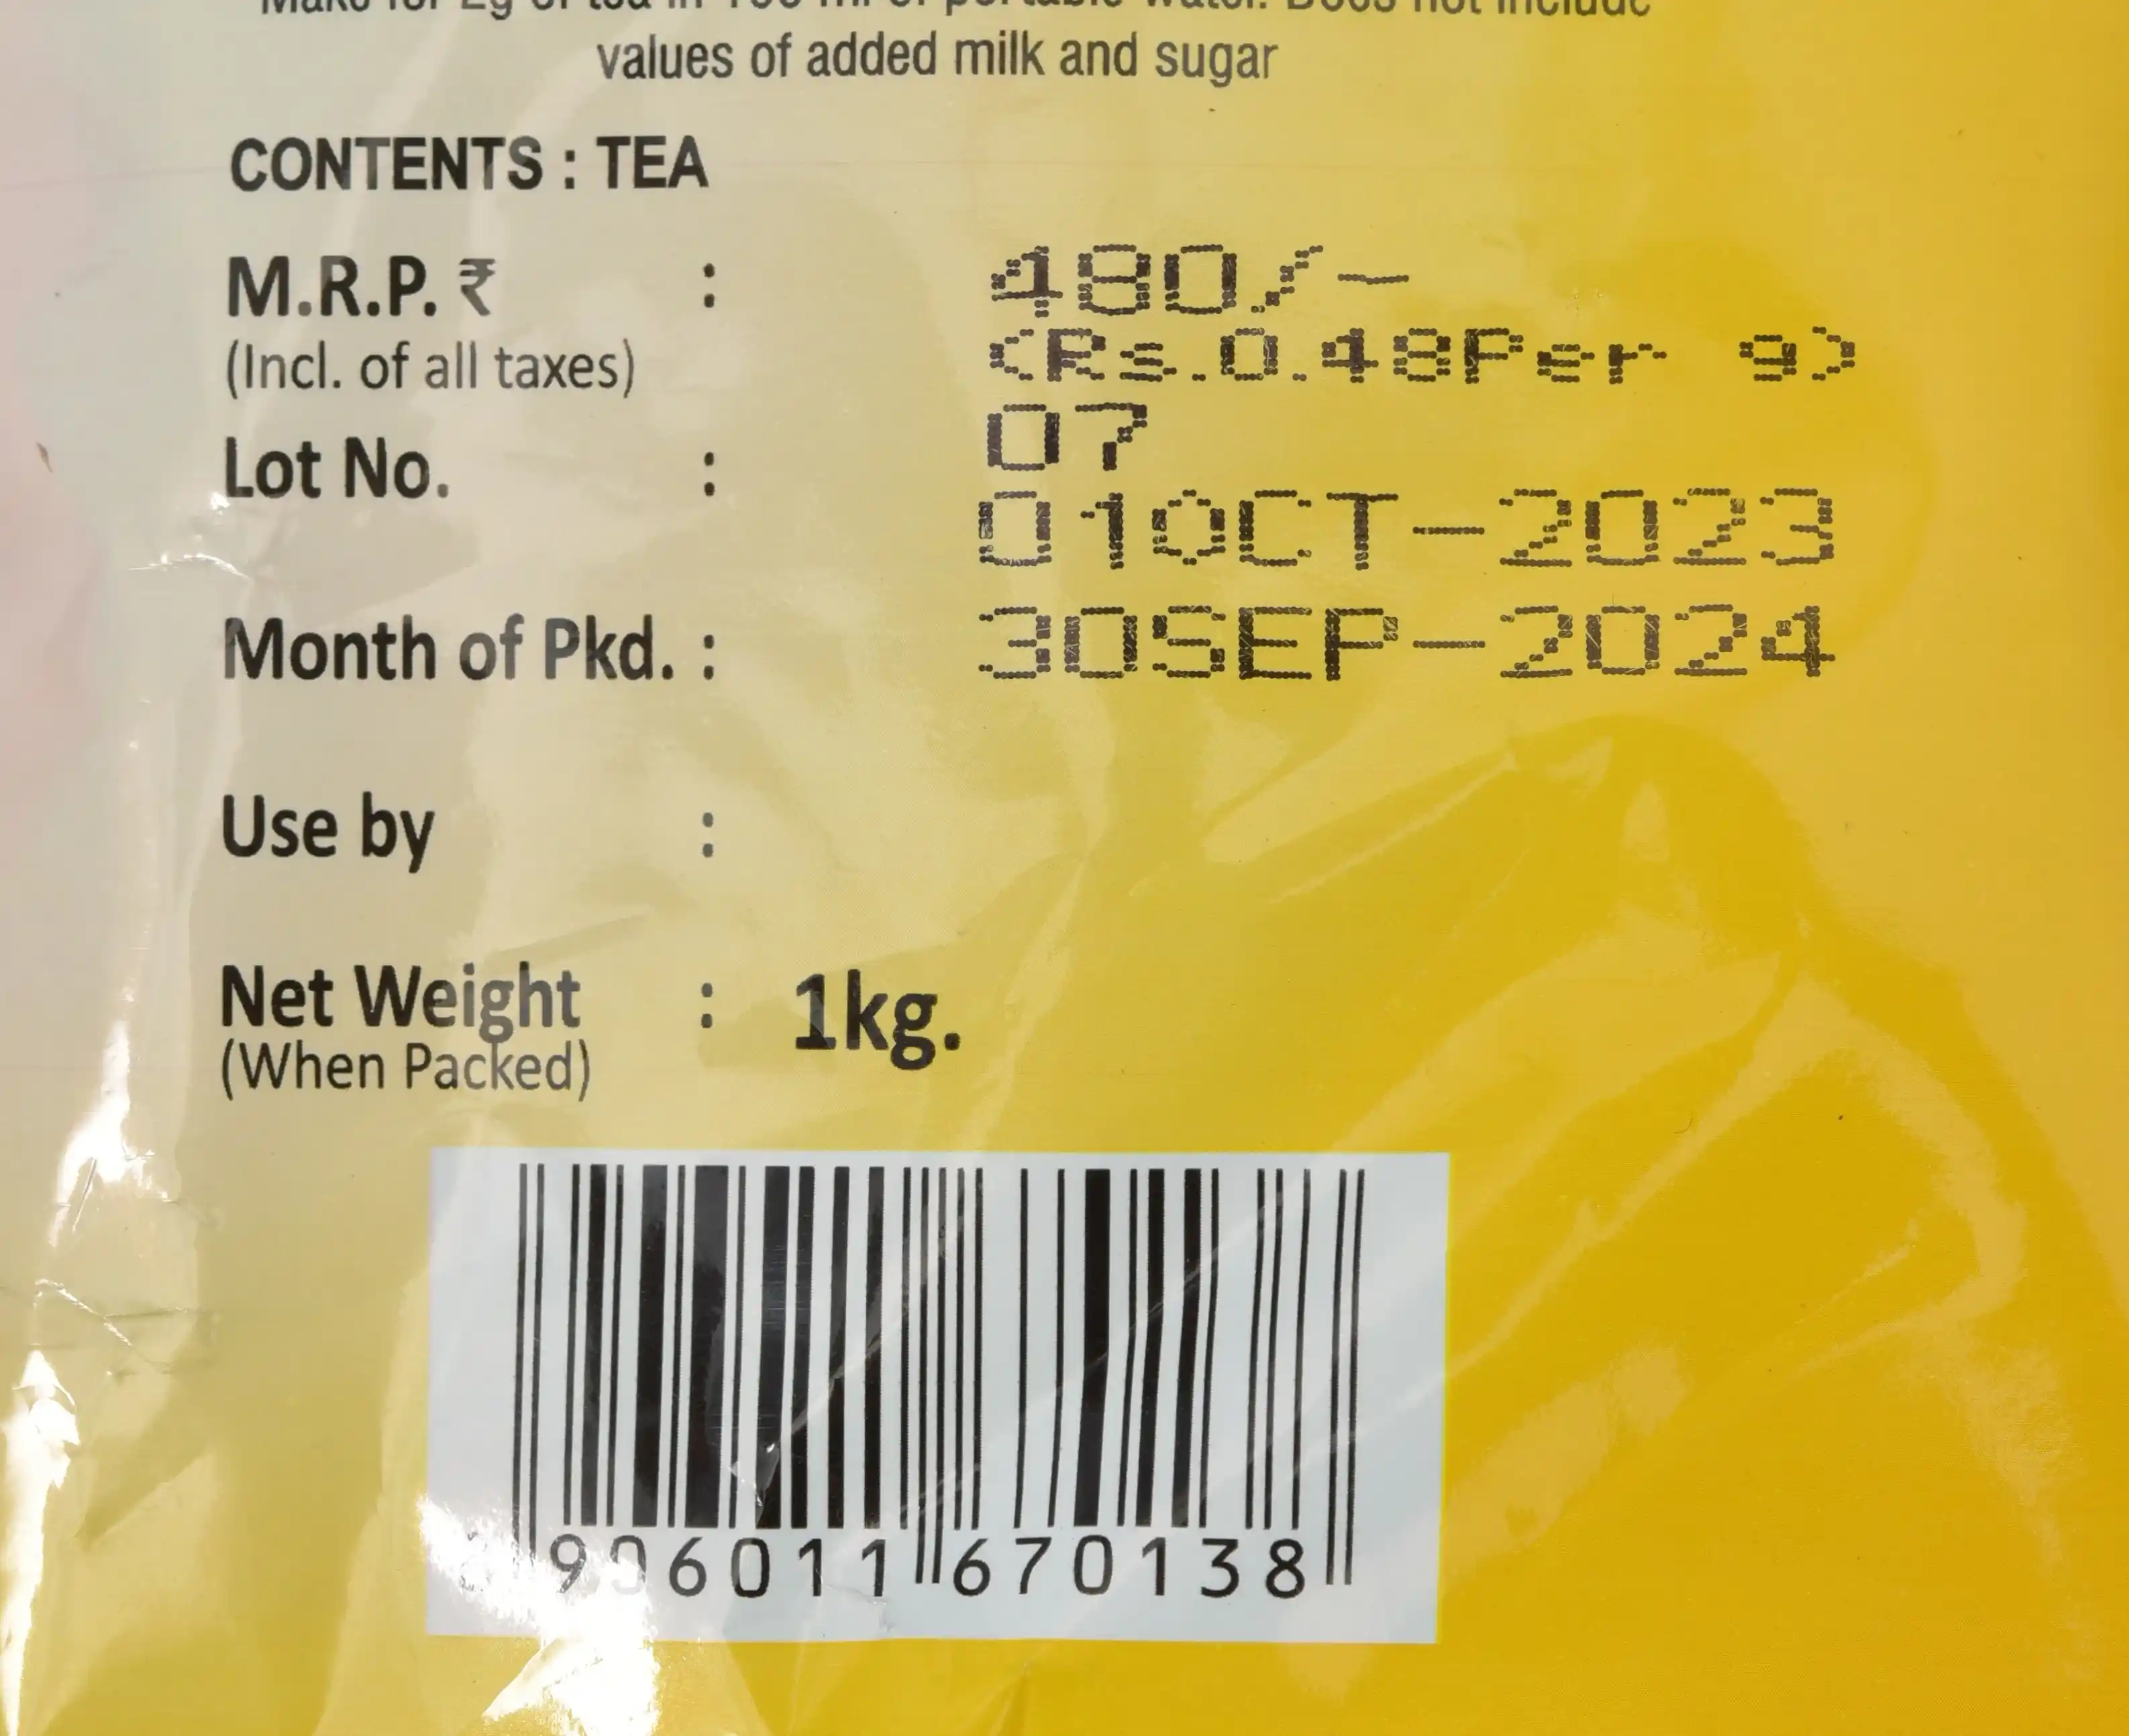 values of added milk and sugar
CONTENTS : TEA
M.R.P. ₹ : 480/-
(Incl. of all taxes) (Rs.0.48Per g)
07
Lot No. :
01OCT-2023
Month of Pkd. : 30SEP-2024
Use by :
Net Weight : 1kg.
(When Packed)
906011 670138